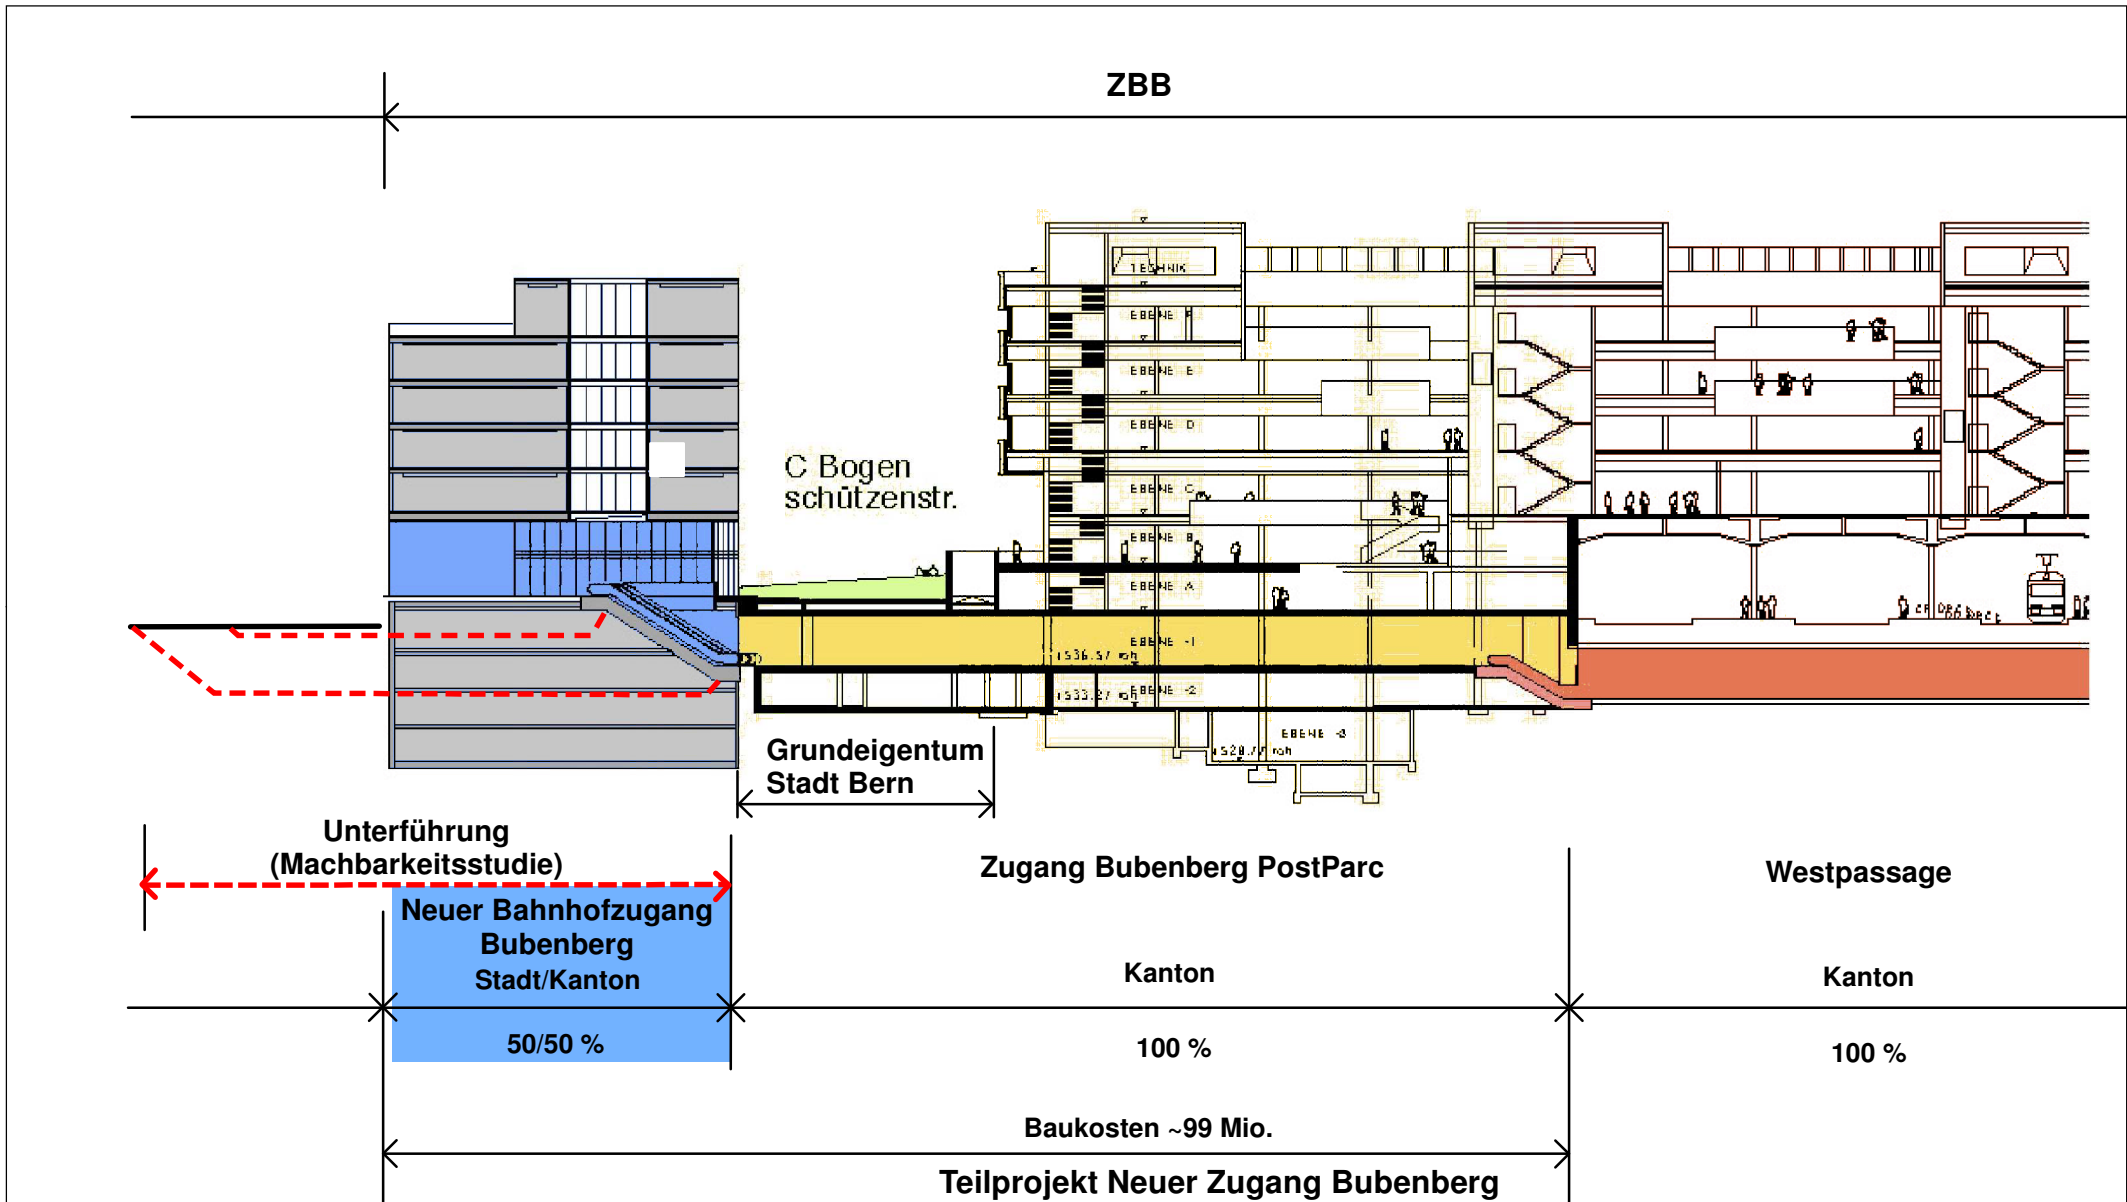 ZBB
TECHNIK
EBENE E
EBENE D
C Bogen
schützenstr.
EBENE C
EBENE B
EBENE A
EBENE -1
EBENE -2
EBENE -3
Grundeigentum
Stadt Bern
Unterführung
(Machbarkeitsstudie)
Zugang Bubenberg PostParc
Westpassage
Neuer Bahnhofzugang
Bubenberg
Stadt/Kanton
Kanton
Kanton
50/50 %
100 %
100 %
Baukosten ~99 Mio.
Teilprojekt Neuer Zugang Bubenberg